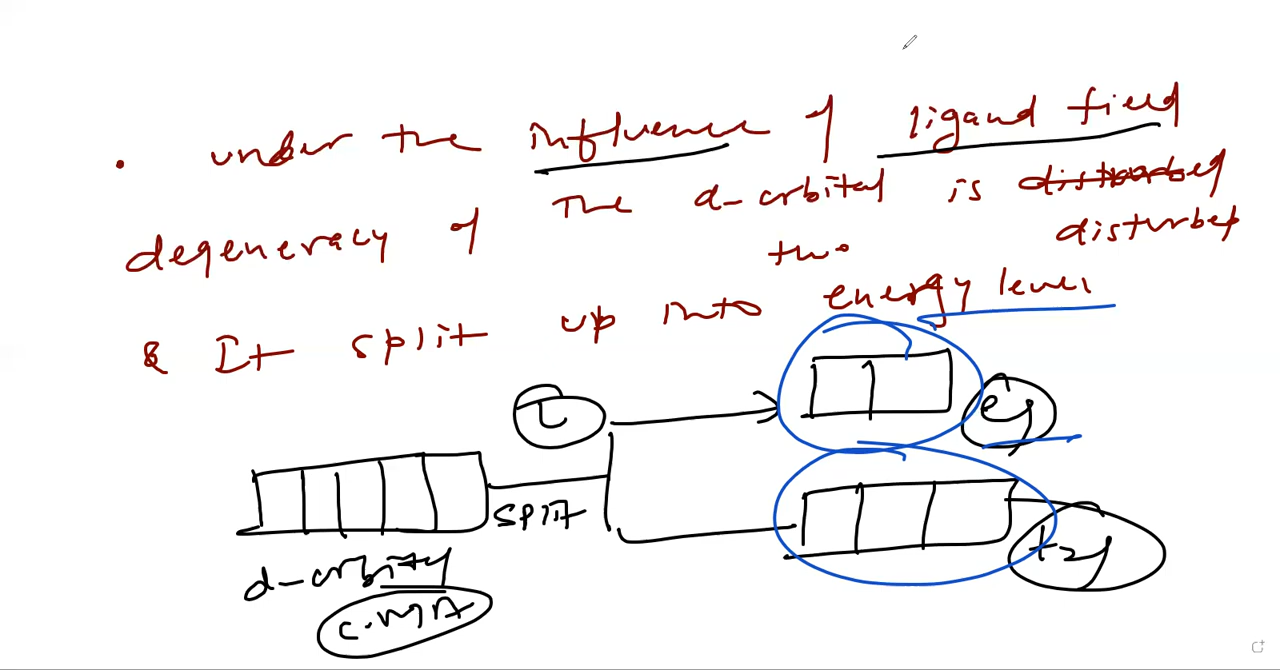 • under the influence of ligand field
degeneracy of the d-orbital is disturbed
disturbed
& It split up into two energy level
L
eg
split
d-orbital
t2g
C.M.A